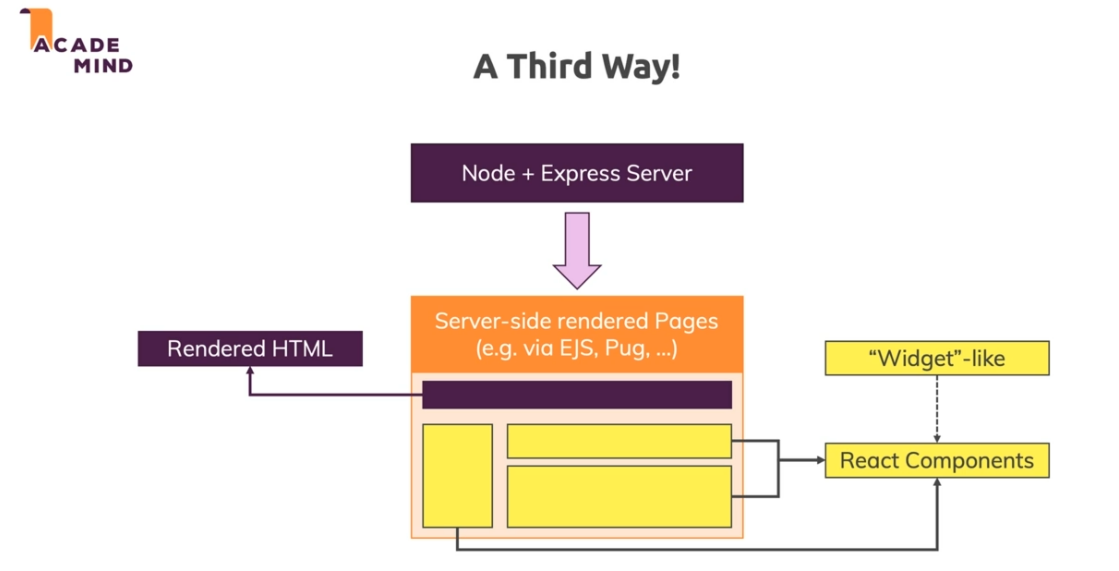 ACADE
MIND
A Third Way!
Node + Express Server
Server-side rendered Pages
(e.g. via EJS, Pug, ...)
Rendered HTML
“Widget”-like
React Components